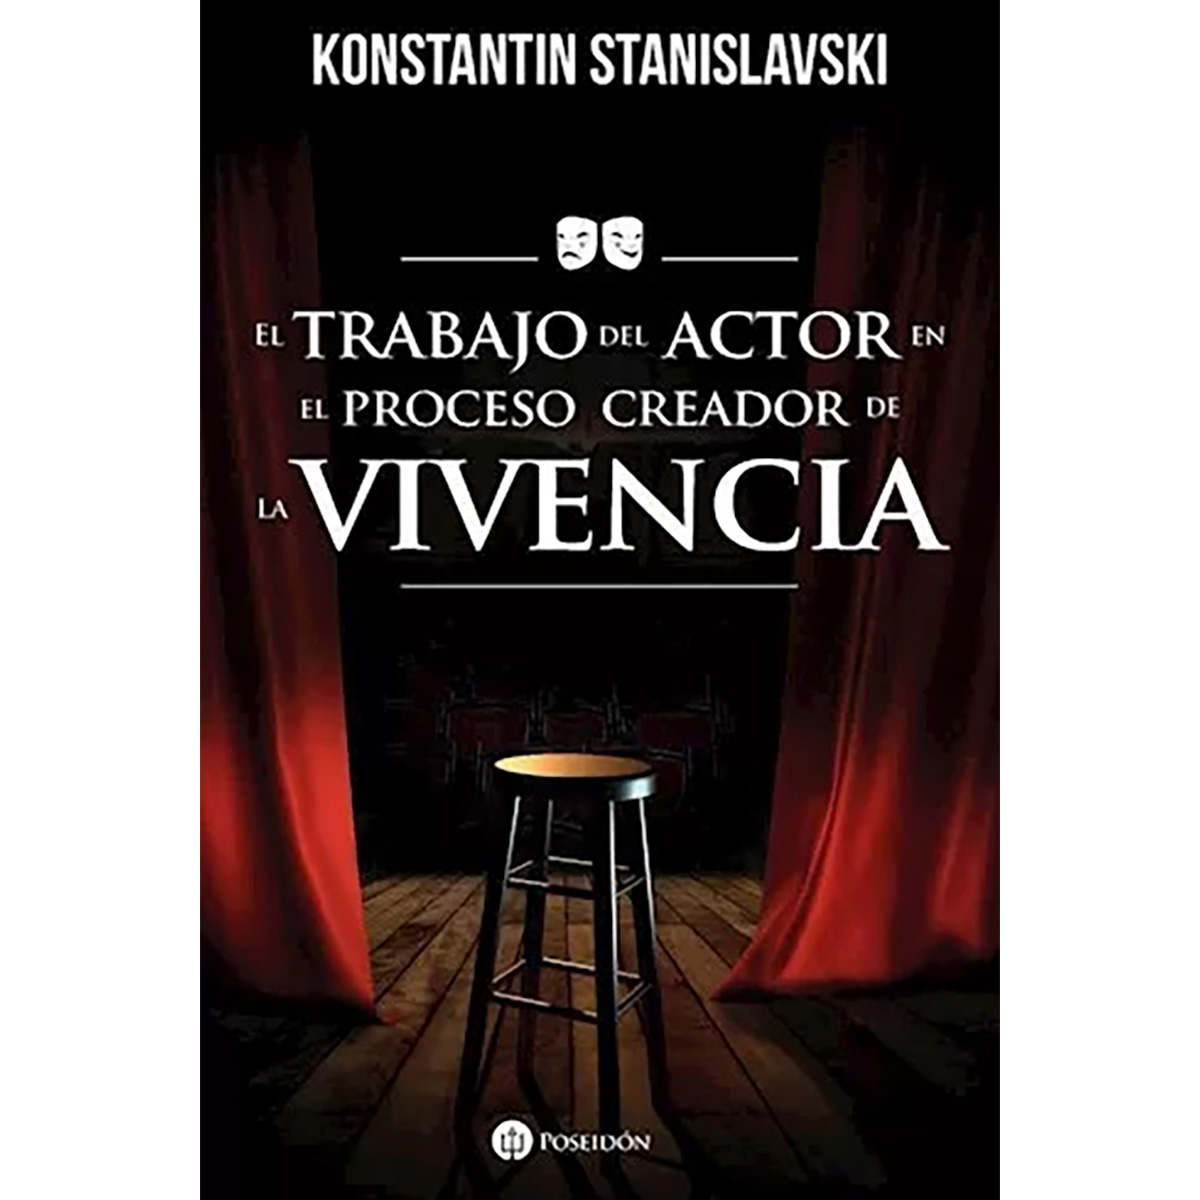 KONSTANTIN STANISLAVSKI
EL TRABAJO DEL ACTOR EN
EL PROCESO CREADOR DE
LA VIVENCIA
POSEIDÓN